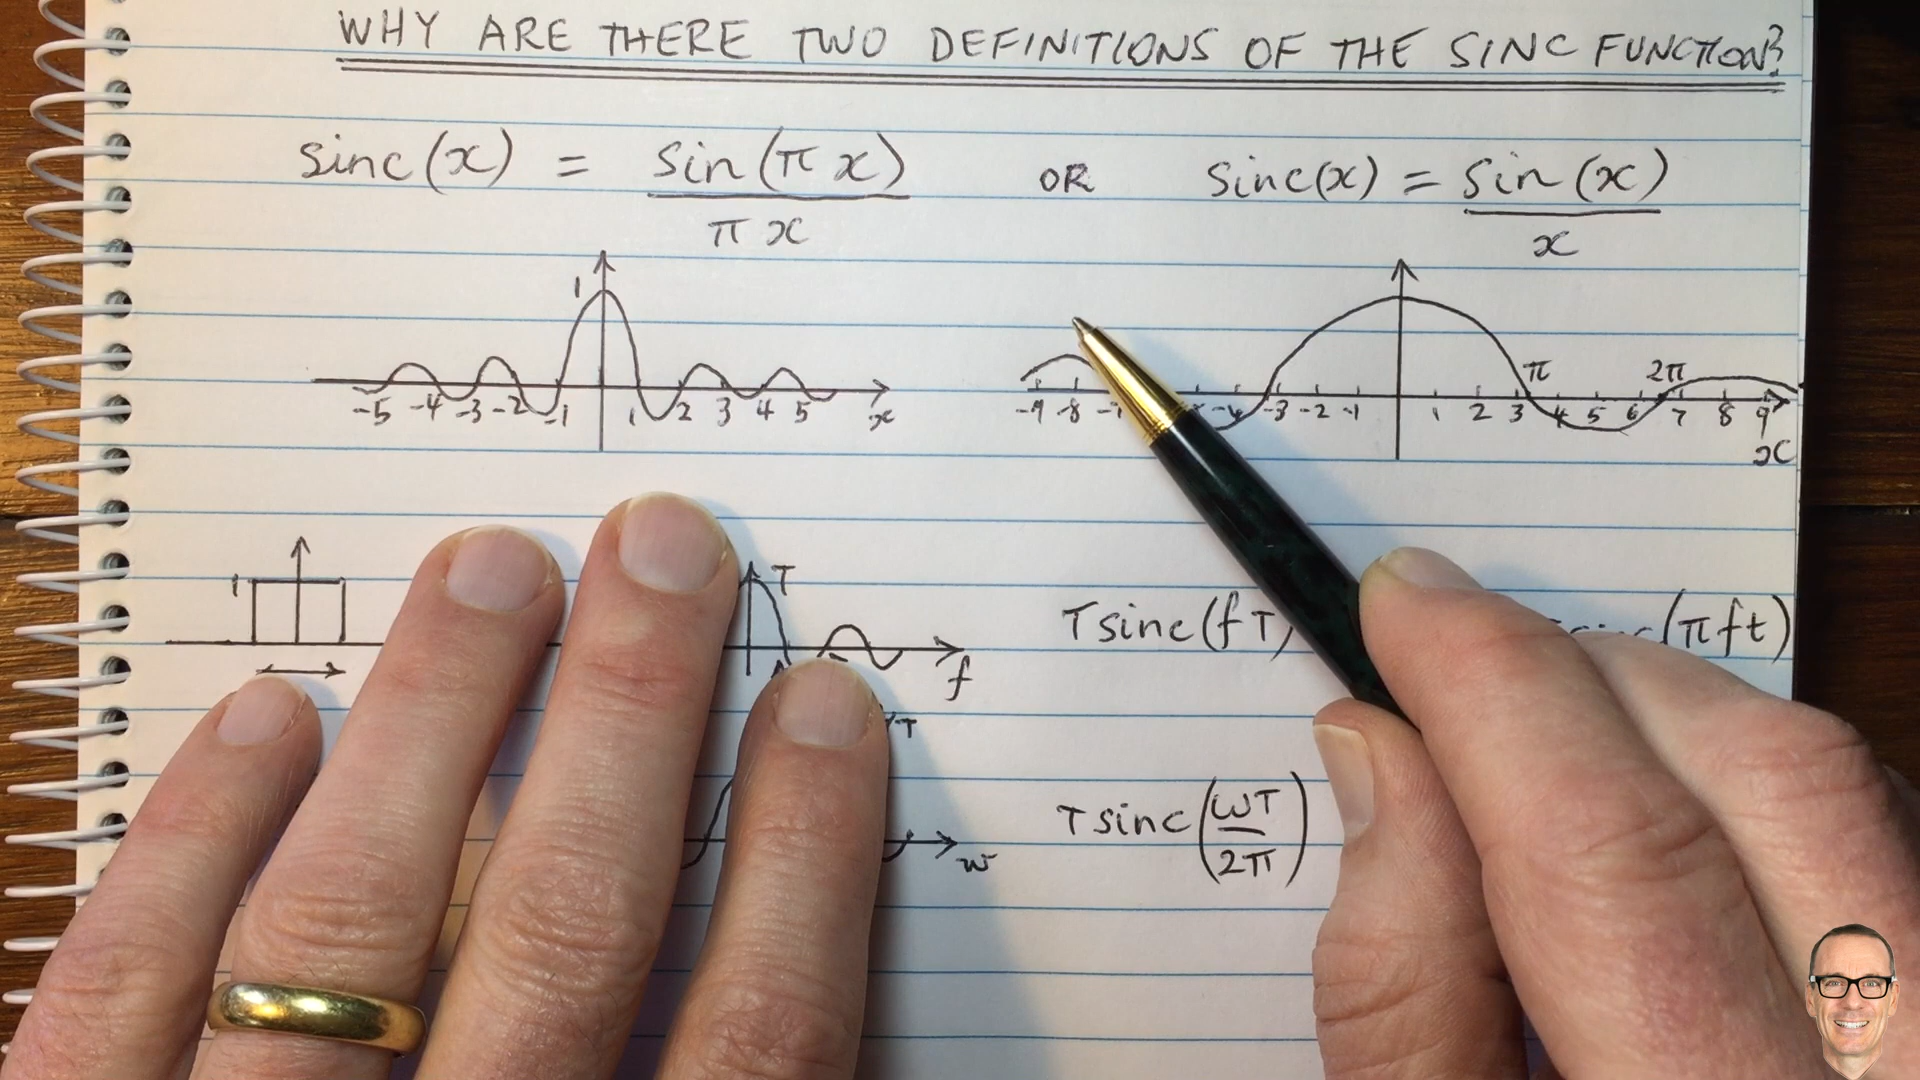 WHY ARE THERE TWO DEFINITIONS OF THE SINC FUNCTION?
sinc(x) = sin(πx) / πx OR sinc(x) = sin(x) / x
1
π 2π
-5 -4 -3 -2 -1 1 2 3 4 5 x
-9 -8 -7 -4 -3 -2 -1 1 2 3 4 5 6 7 8 9
x
1 T T sinc(fT) (πft)
f
T
T sinc(ωT / 2π)
w